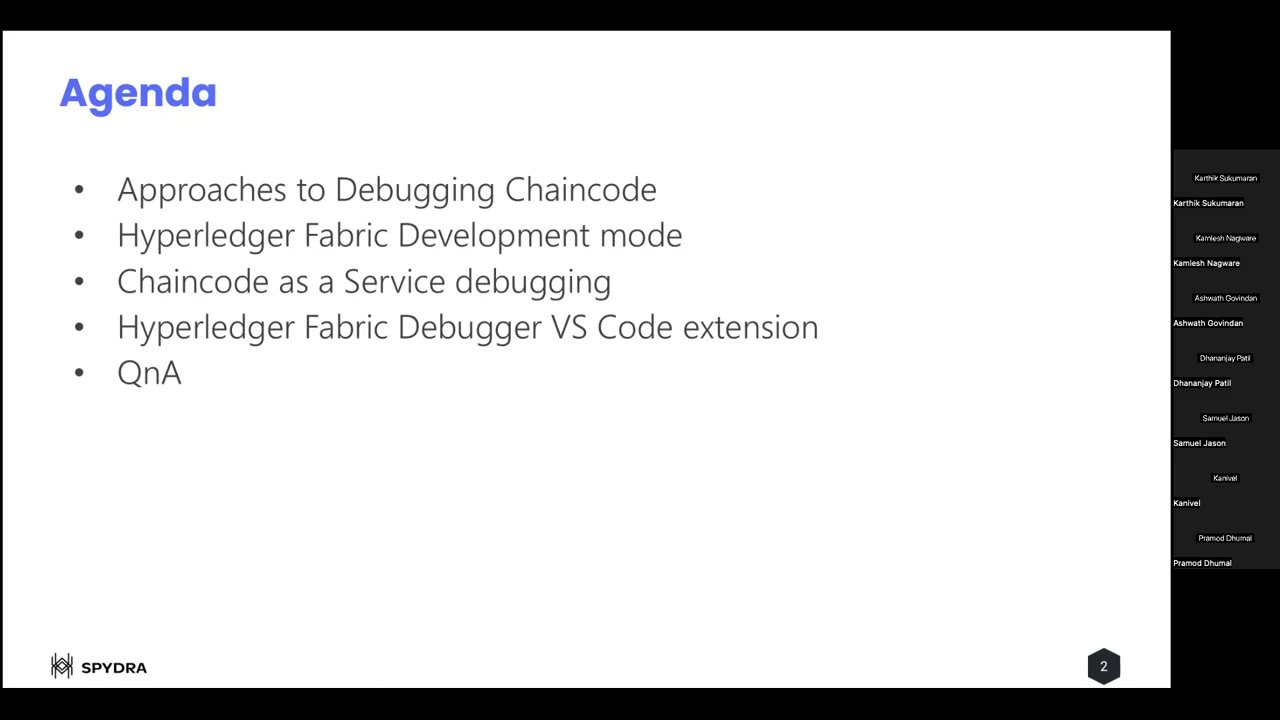 Agenda
• Approaches to Debugging Chaincode
• Hyperledger Fabric Development mode
• Chaincode as a Service debugging
• Hyperledger Fabric Debugger VS Code extension
• QnA
SPYDRA
2
Karthik Sukumaran
Karthik Sukumaran
Kamlesh Nagware
Kamlesh Nagware
Ashwath Govindan
Ashwath Govindan
Dhananjay Patil
Dhananjay Patil
Samuel Jason
Samuel Jason
Kanivel
Kanivel
Pramod Dhumal
Pramod Dhumal